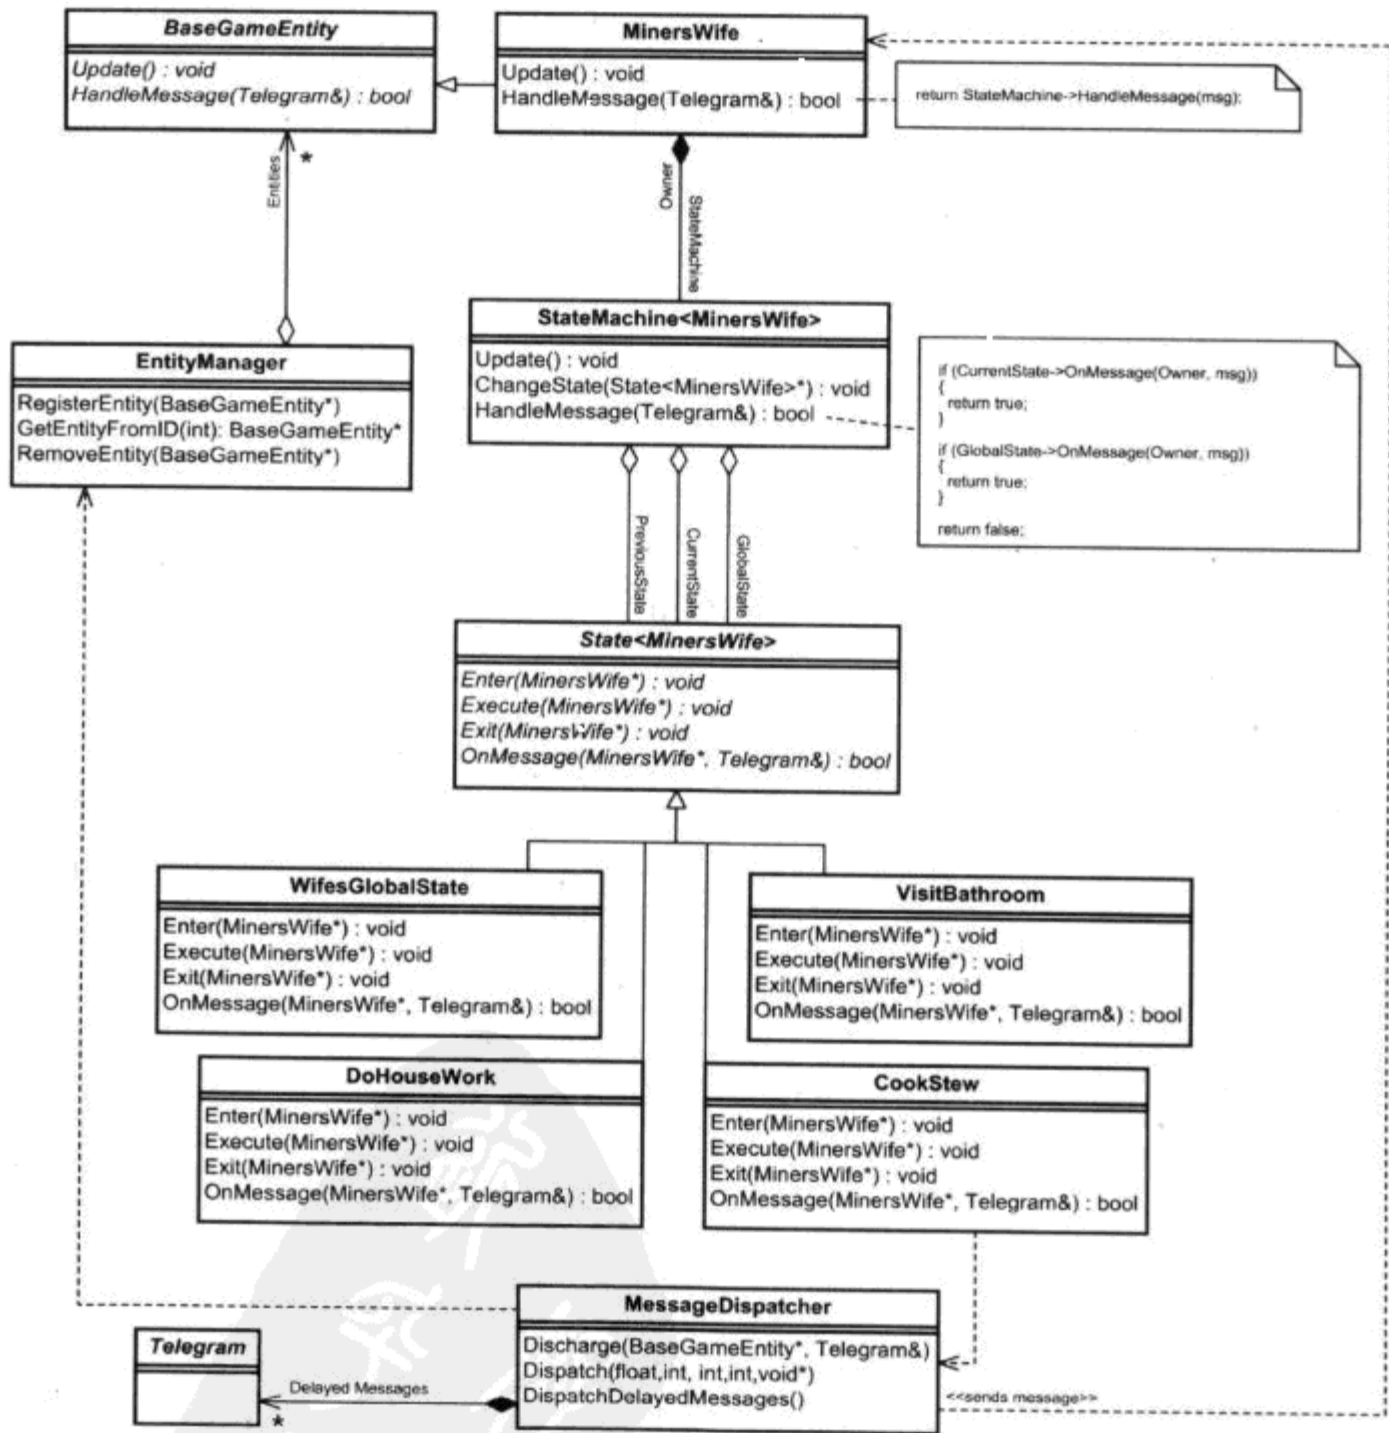 BaseGameEntity
Update() : void
HandleMessage(Telegram&) : bool
MinersWife
Update() : void
HandleMessage(Telegram&) : bool
return StateMachine->HandleMessage(msg);
Entities
*
Owner
StateMachine
EntityManager
RegisterEntity(BaseGameEntity*)
GetEntityFromID(int): BaseGameEntity*
RemoveEntity(BaseGameEntity*)
StateMachine<MinersWife>
Update() : void
ChangeState(State<MinersWife>*) : void
HandleMessage(Telegram&) : bool
if (CurrentState->OnMessage(Owner, msg))
{
return true;
}
if (GlobalState->OnMessage(Owner, msg))
{
return true;
}
return false;
PreviousState
CurrentState
GlobalState
State<MinersWife>
Enter(MinersWife*) : void
Execute(MinersWife*) : void
Exit(MinersWife*) : void
OnMessage(MinersWife*, Telegram&) : bool
WifesGlobalState
Enter(MinersWife*) : void
Execute(MinersWife*) : void
Exit(MinersWife*) : void
OnMessage(MinersWife*, Telegram&) : bool
VisitBathroom
Enter(MinersWife*) : void
Execute(MinersWife*) : void
Exit(MinersWife*) : void
OnMessage(MinersWife*, Telegram&) : bool
DoHouseWork
Enter(MinersWife*) : void
Execute(MinersWife*) : void
Exit(MinersWife*) : void
OnMessage(MinersWife*, Telegram&) : bool
CookStew
Enter(MinersWife*) : void
Execute(MinersWife*) : void
Exit(MinersWife*) : void
OnMessage(MinersWife*, Telegram&) : bool
MessageDispatcher
Discharge(BaseGameEntity*, Telegram&)
Dispatch(float,int, int,int,void*)
DispatchDelayedMessages()
Telegram
Delayed Messages
*
<<sends message>>